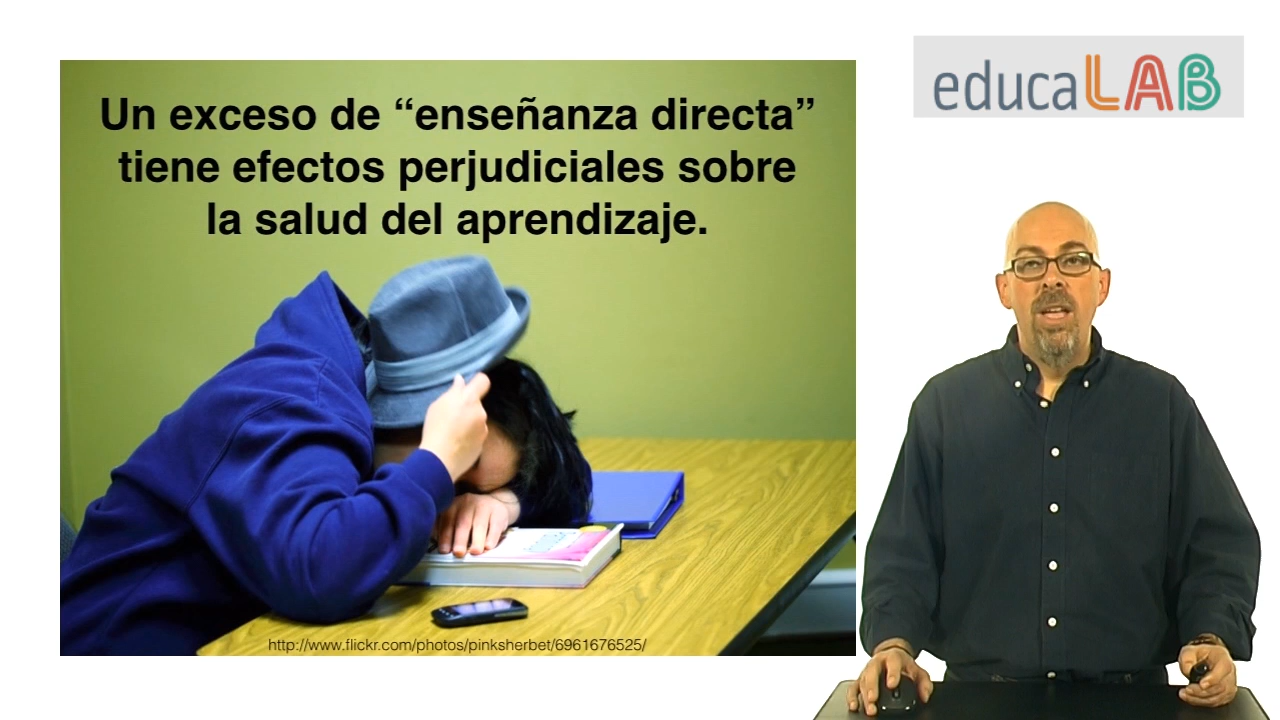 Un exceso de “enseñanza directa”
tiene efectos perjudiciales sobre
la salud del aprendizaje.
http://www.flickr.com/photos/pinksherbet/6961676525/
educaLAB